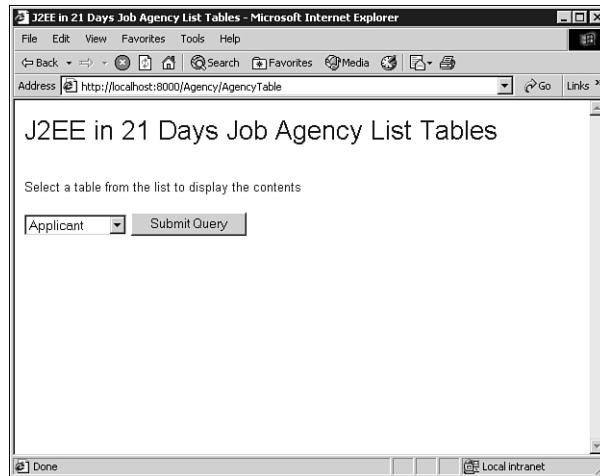 J2EE in 21 Days Job Agency List Tables - Microsoft Internet Explorer
File Edit View Favorites Tools Help
Back Search Favorites Media
Address http://localhost:8000/Agency/AgencyTable Go Links »
J2EE in 21 Days Job Agency List Tables
Select a table from the list to display the contents
Applicant Submit Query
Done Local intranet